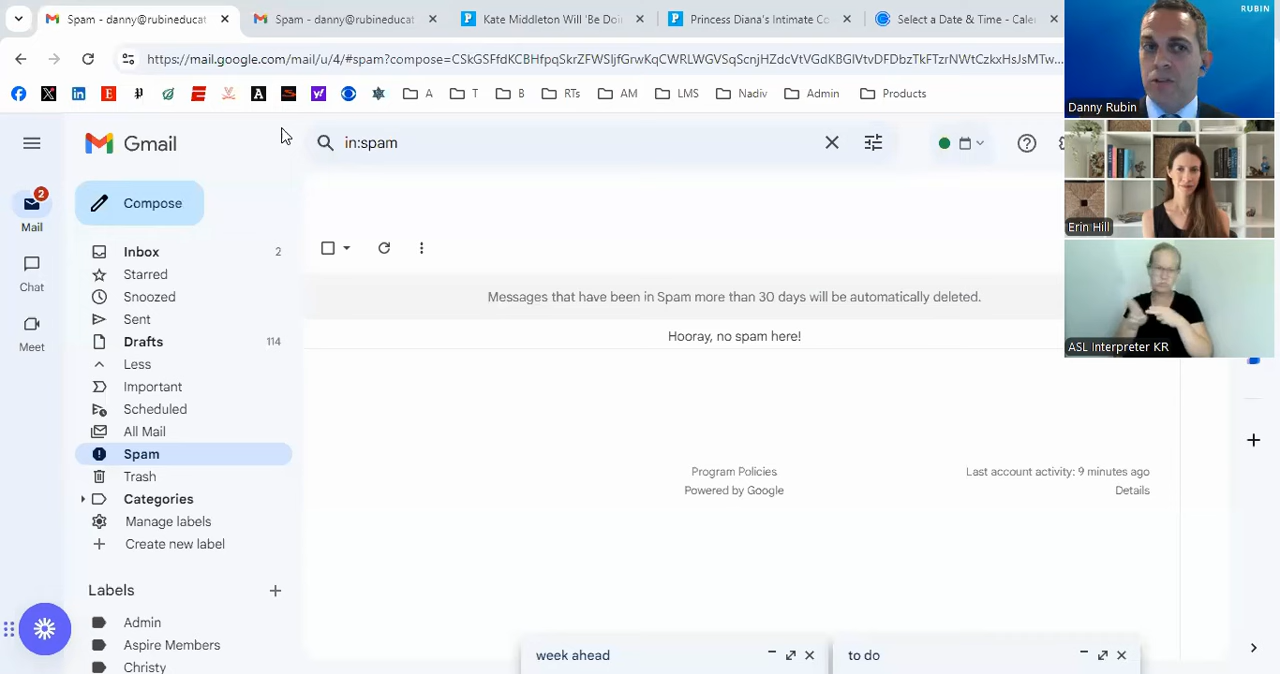 Spam - danny@rubineducat
Spam - danny@rubineducat
Kate Middleton Will 'Be Doi
Princess Diana's Intimate Co
Select a Date & Time - Cale
RUBIN
Danny Rubin
https://mail.google.com/mail/u/4/#spam?compose=CSkGSFfdKCBHfpqSkrZFWSljfGrwKqCWRLWGVSqScnjHZdcVtVGdKBGlVtvDFDbzTkFTzrNWtCzkxHsJsMTw...
A
T
B
RTs
AM
LMS
Nadiv
Admin
Products
Gmail
in:spam
Erin Hill
ASL Interpreter KR
2
Mail
Chat
Meet
Compose
Inbox 2
Starred
Snoozed
Sent
Drafts 114
Less
Important
Scheduled
All Mail
Spam
Trash
Categories
Manage labels
Create new label
Labels
Admin
Aspire Members
Christy
Messages that have been in Spam more than 30 days will be automatically deleted.
Hooray, no spam here!
Program Policies
Powered by Google
Last account activity: 9 minutes ago
Details
week ahead
to do